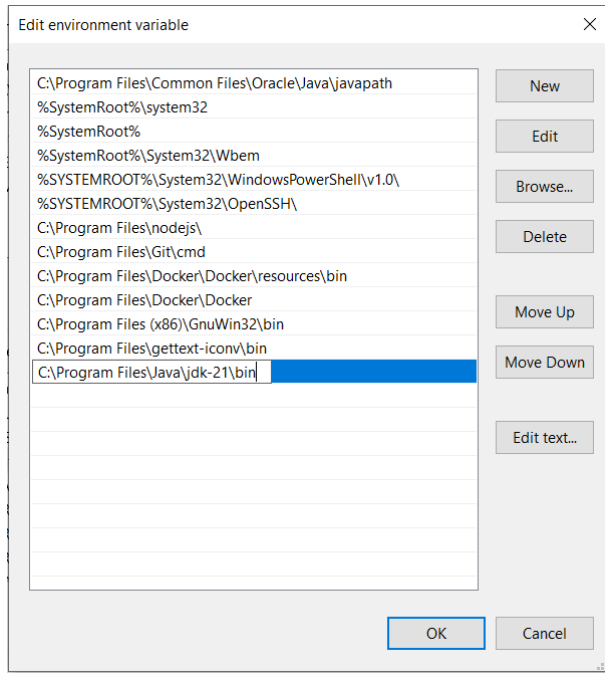 Edit environment variable
C:\Program Files\Common Files\Oracle\Java\javapath
%SystemRoot%\system32
%SystemRoot%
%SystemRoot%\System32\Wbem
%SYSTEMROOT%\System32\WindowsPowerShell\v1.0\
%SYSTEMROOT%\System32\OpenSSH\
C:\Program Files\nodejs\
C:\Program Files\Git\cmd
C:\Program Files\Docker\Docker\resources\bin
C:\Program Files\Docker\Docker
C:\Program Files (x86)\GnuWin32\bin
C:\Program Files\gettext-iconv\bin
C:\Program Files\Java\jdk-21\bin
New
Edit
Browse...
Delete
Move Up
Move Down
Edit text...
OK
Cancel